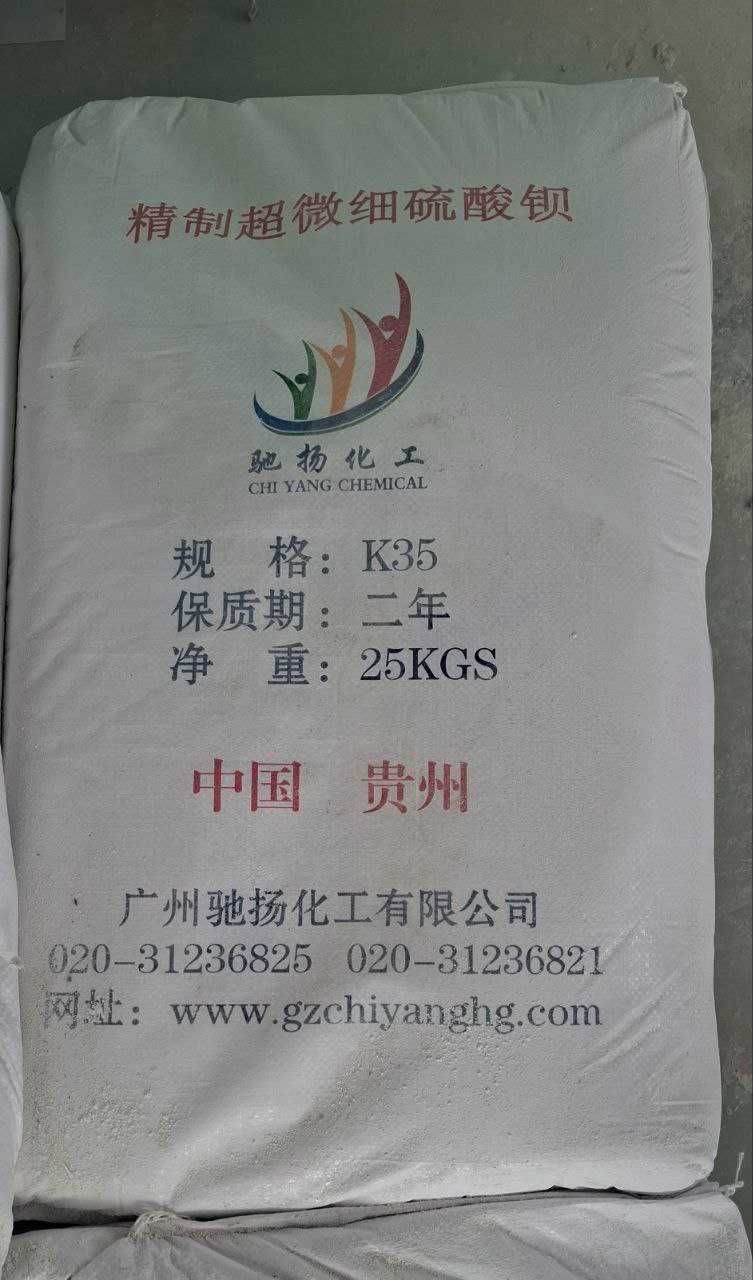 精制超微细硫酸钡
驰扬化工
CHI YANG CHEMICAL
规 格：K35
保质期：二年
净 重：25KGS
中国 贵州
广州驰扬化工有限公司
020-31236825 020-31236821
网址：www.gzchiyanghg.com